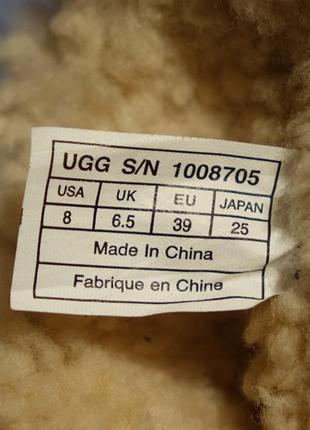 UGG S/N 1008705
USA UK EU JAPAN
8 6.5 39 25
Made In China
Fabrique en Chine